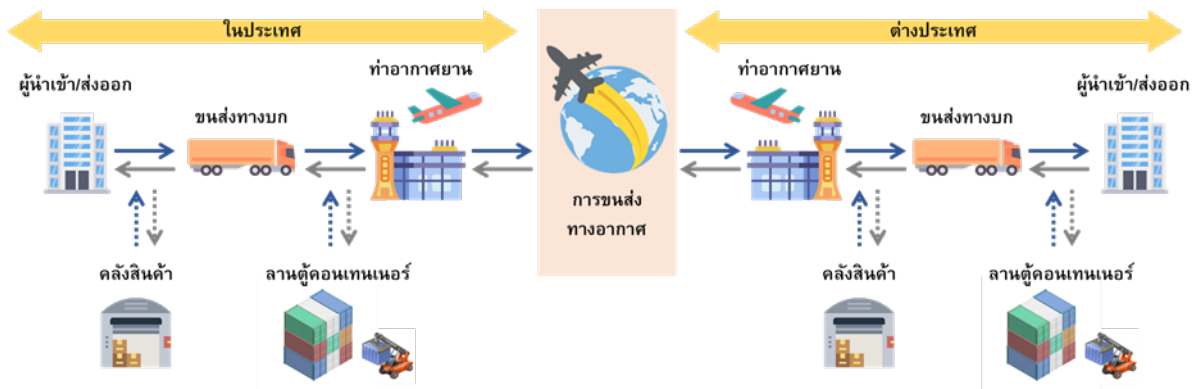 ในประเทศ
ต่างประเทศ
ผู้นำเข้า/ส่งออก
ขนส่งทางบก
ท่าอากาศยาน
การขนส่ง
ทางอากาศ
ท่าอากาศยาน
ขนส่งทางบก
ผู้นำเข้า/ส่งออก
คลังสินค้า
ลานตู้คอนเทนเนอร์
คลังสินค้า
ลานตู้คอนเทนเนอร์